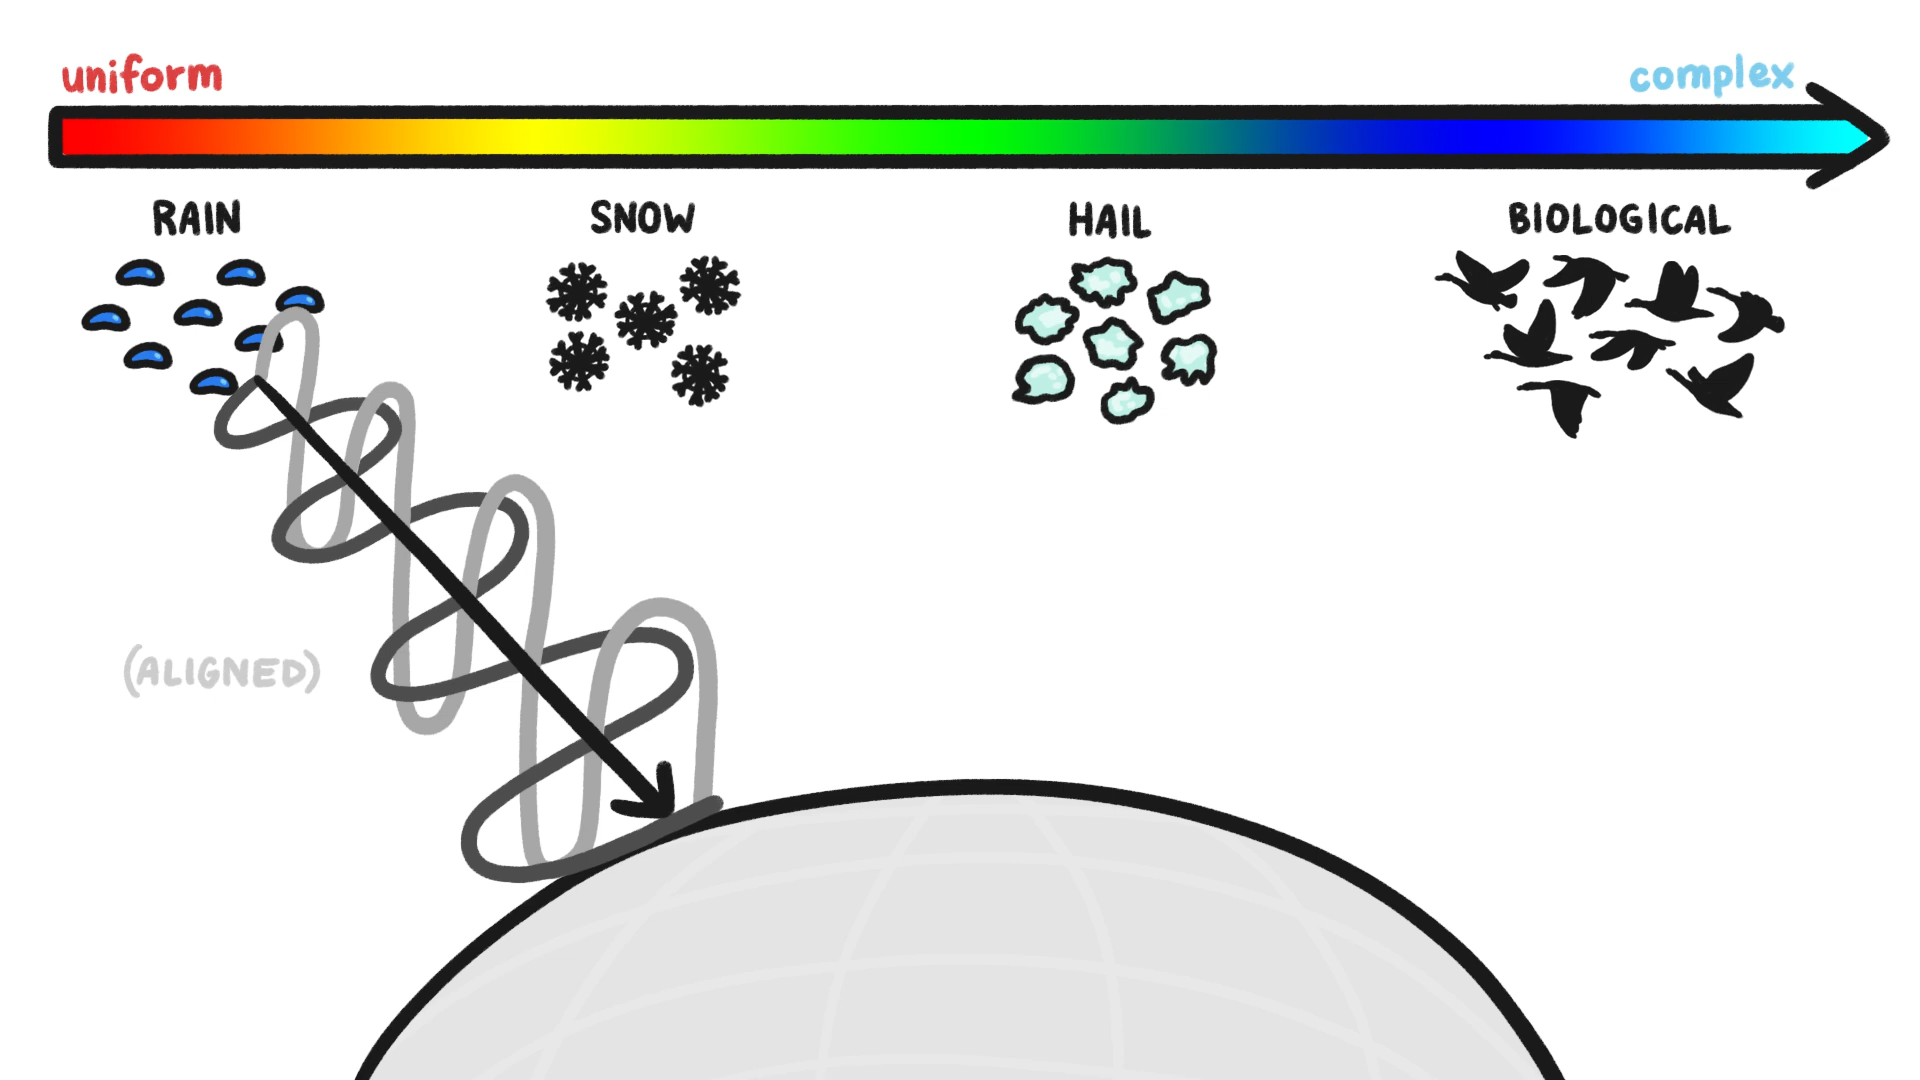 uniform
complex
RAIN
SNOW
HAIL
BIOLOGICAL
(ALIGNED)